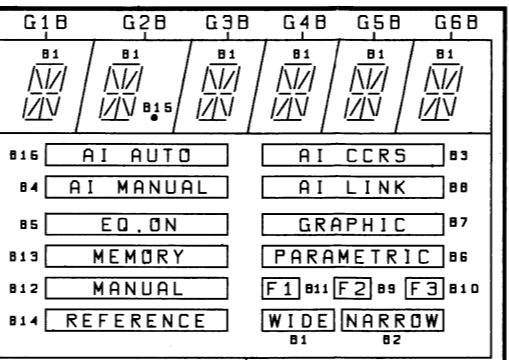 G1B G2B G3B G4B G5B G6B
B1 B1 B1 B1 B1 B1
B15
B16 AI AUTO AI CCRS B3
B4 AI MANUAL AI LINK B8
B5 EQ.ON GRAPHIC B7
B13 MEMORY PARAMETRIC B6
B12 MANUAL F1 B11 F2 B9 F3 B10
B14 REFERENCE WIDE NARROW
B1 B2